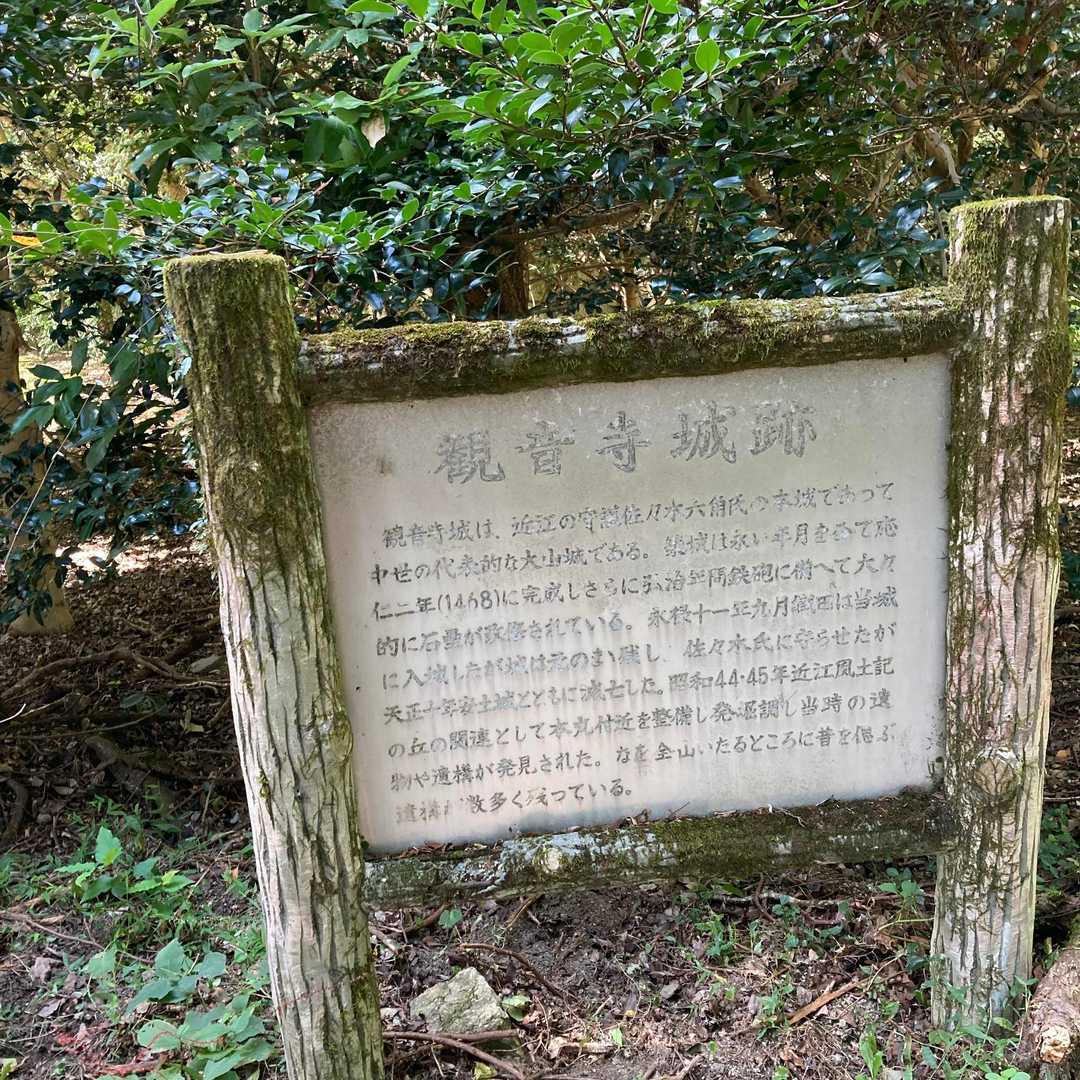 観音寺城跡
観音寺城は、近江の守護佐々木六角氏の本城であって
中世の代表的な大山城である。築城は永い年月をめて応
仁二年(1468)に完成しさらに弘治年間鉄砲に備へて大々
的に石塁が改修されている。永禄十一年九月織田は当城
に入城したが城は元のまゝ残し、佐々木氏に守らせたが
天正十年安土城とともに滅亡した。昭和44·45年近江風土記
の丘の関連として本丸付近を整備し発掘調し当時の遺
物や遺構が発見された。なを全山いたるところに昔を偲ぶ
遺構が数多く残っている。